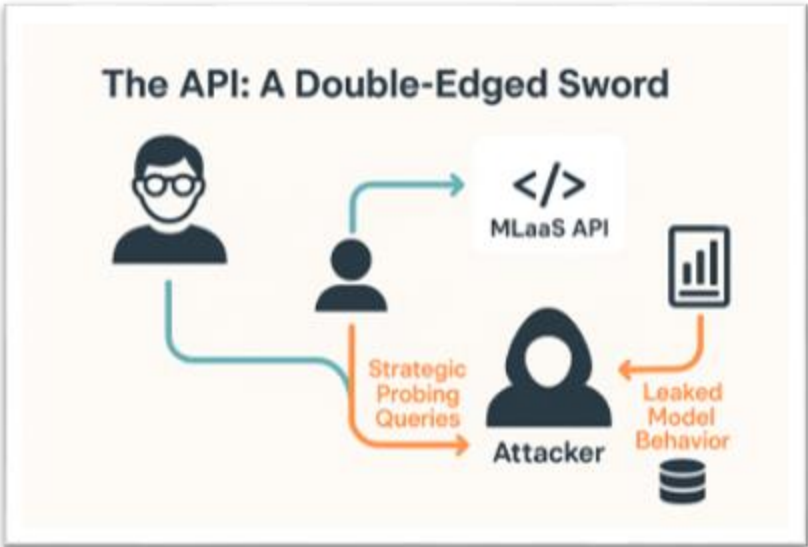 The API: A Double-Edged Sword
</>
MLaaS API
Strategic
Probing
Queries
Attacker
Leaked
Model
Behavior